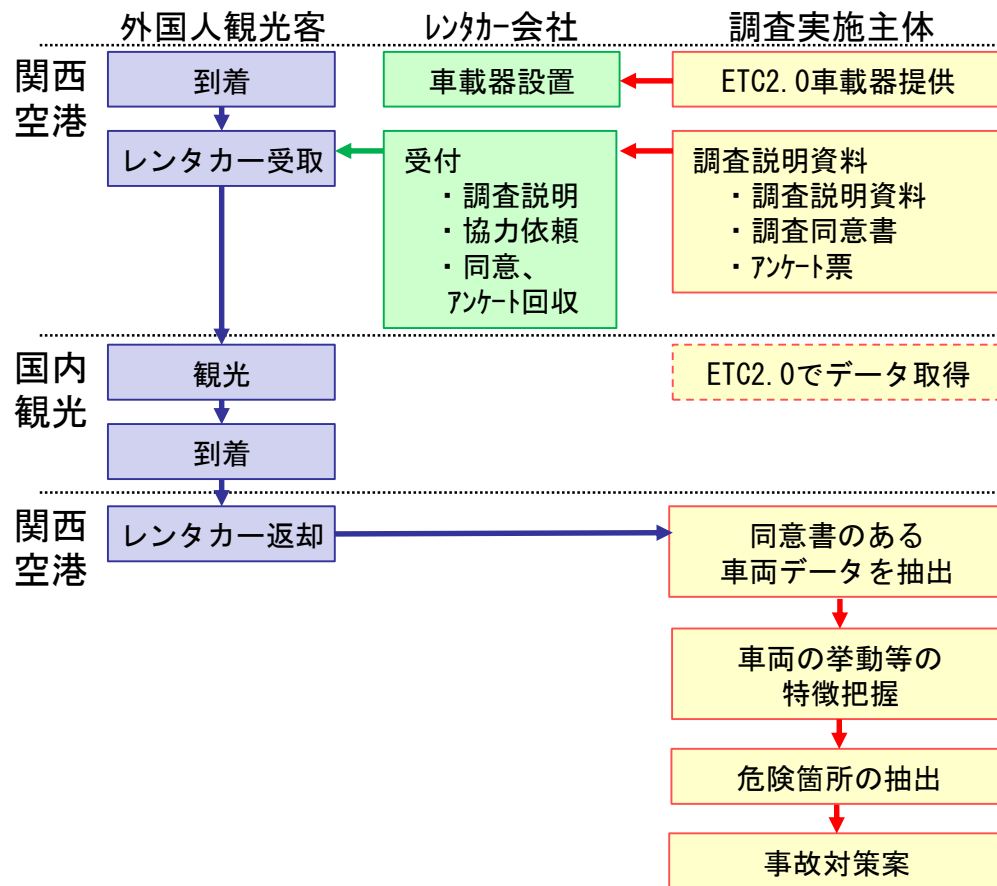 外国人観光客
ﾚﾝﾀｶｰ会社
調査実施主体
関西
空港
到着
車載器設置
ETC2.0車載器提供
レンタカー受取
受付
・調査説明
・協力依頼
・同意、
ｱﾝｹｰﾄ回収
調査説明資料
・調査説明資料
・調査同意書
・ｱﾝｹｰﾄ票
国内
観光
観光
ETC2.0でデータ取得
到着
関西
空港
レンタカー返却
同意書のある
車両データを抽出
車両の挙動等の
特徴把握
危険箇所の抽出
事故対策案